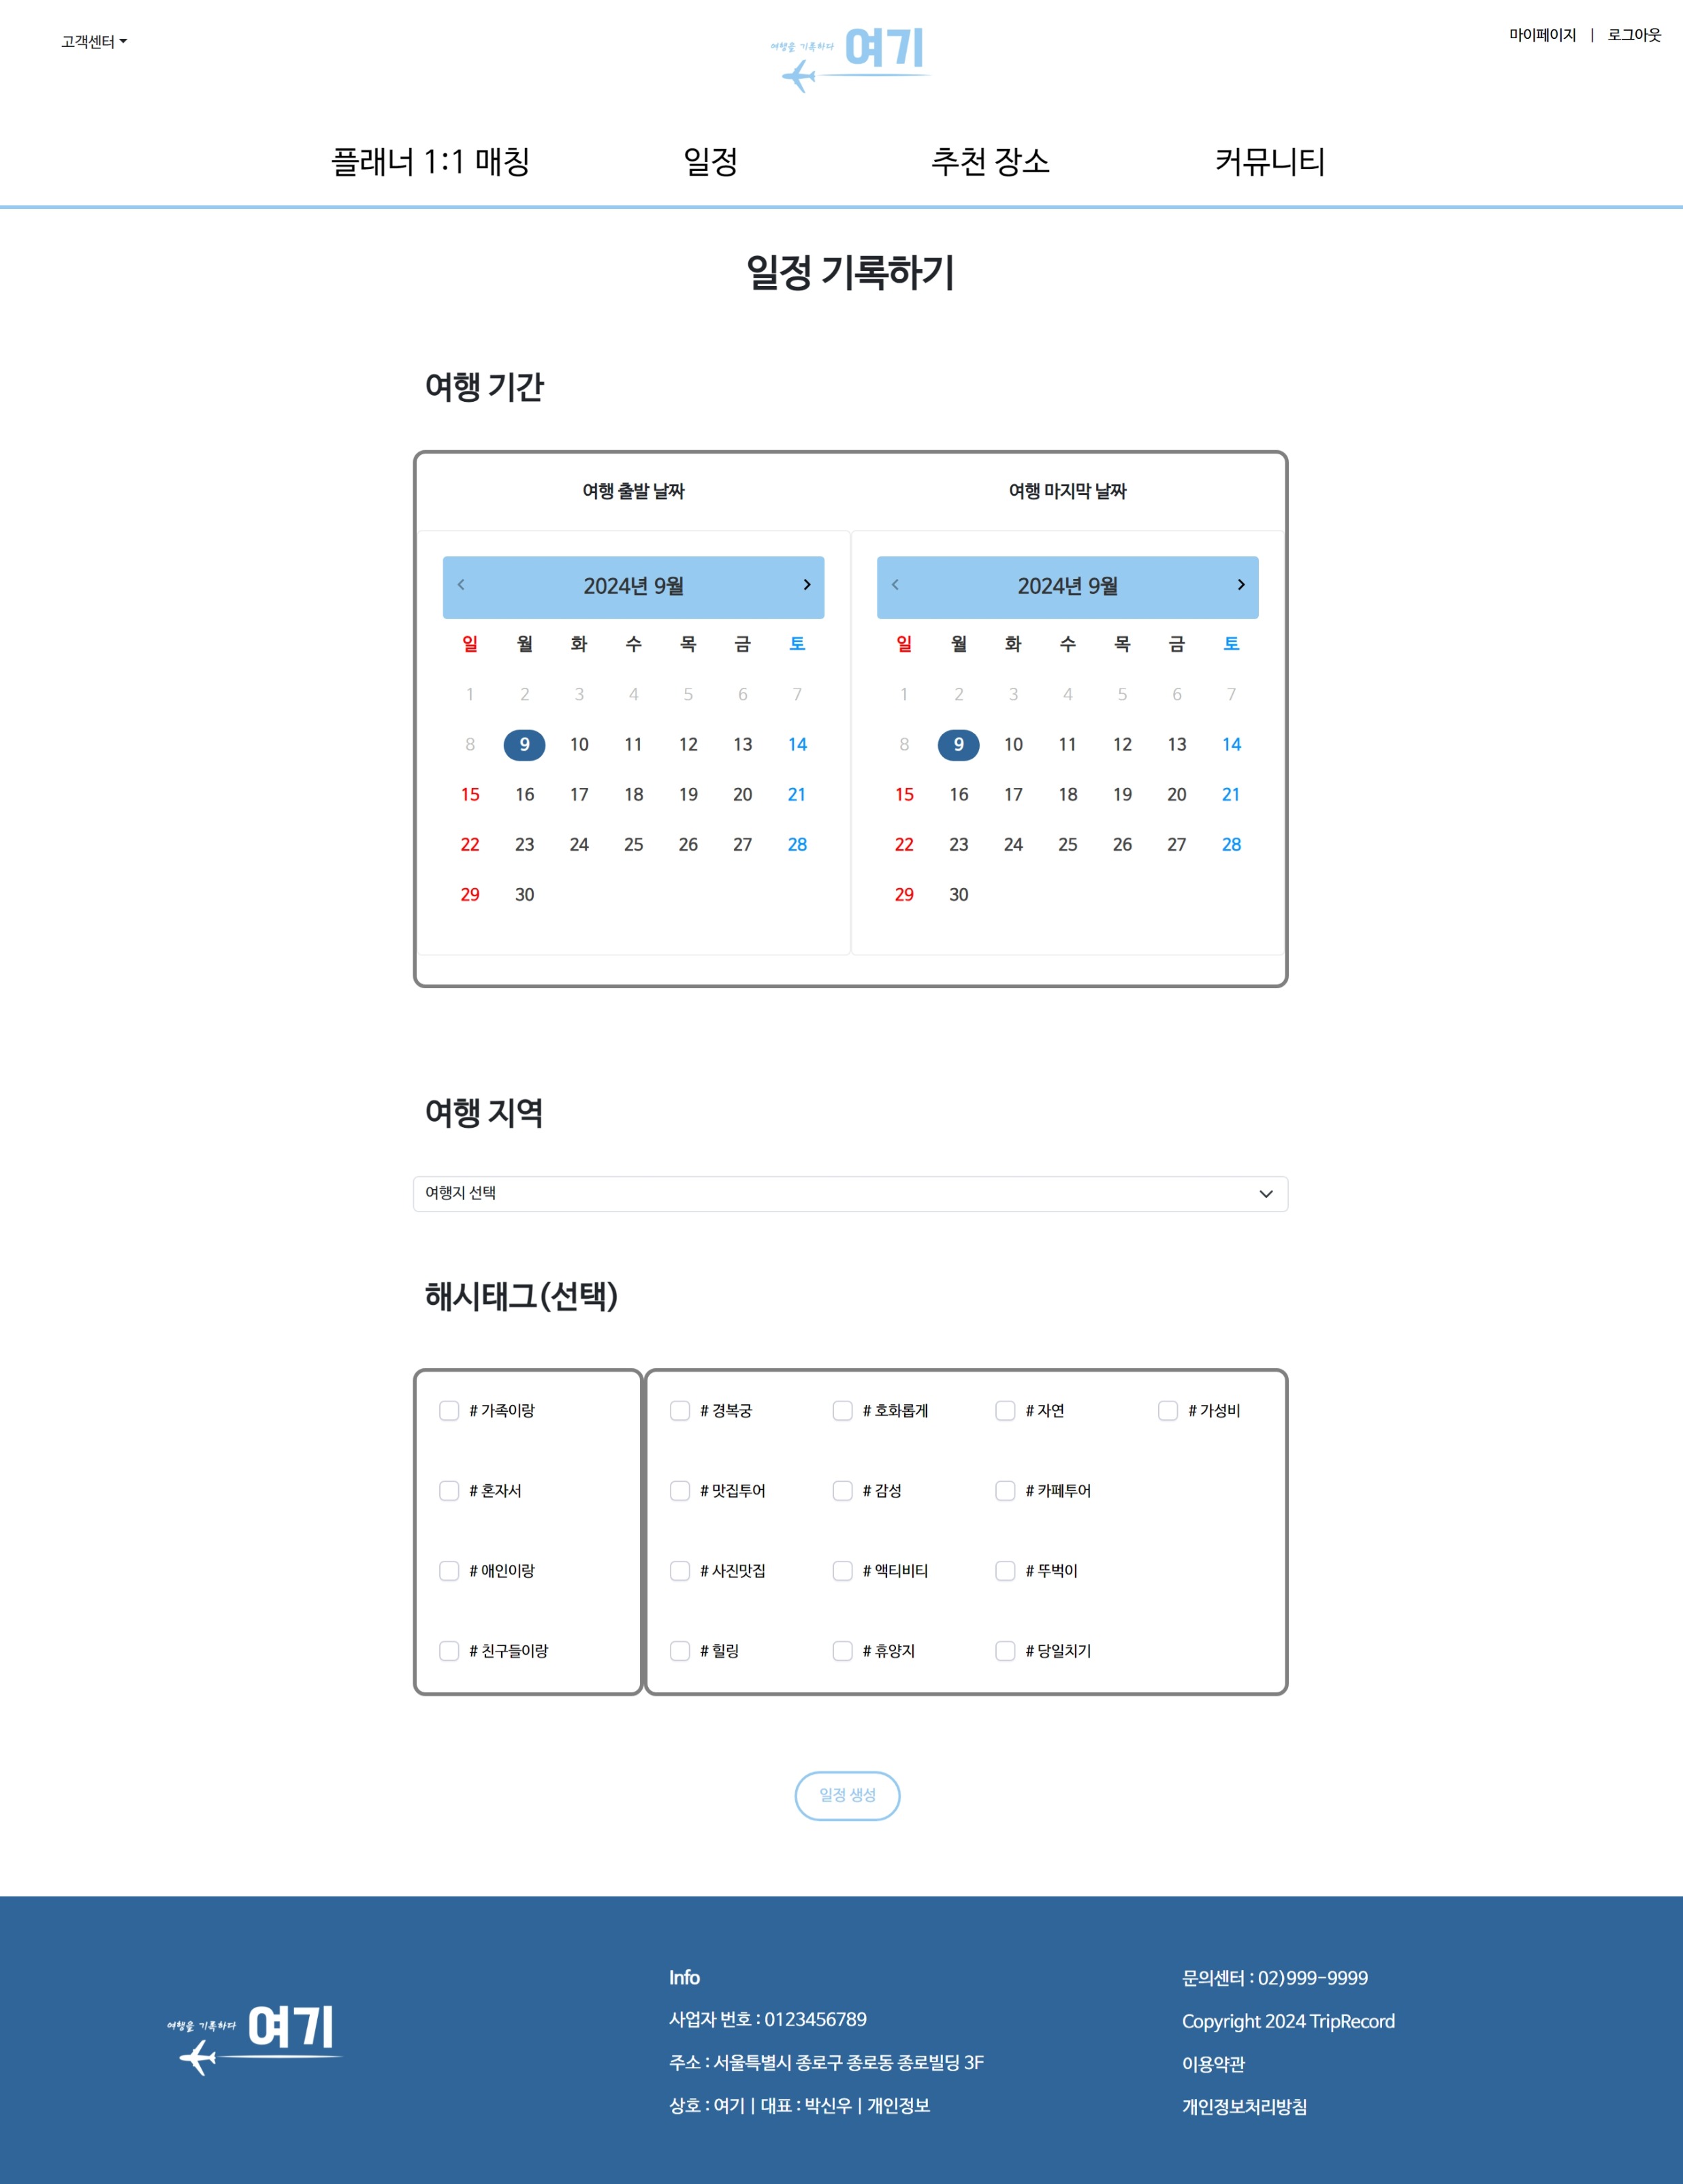 고객센터
여행을 기록하다 여기
마이페이지 | 로그아웃
플래너 1:1 매칭 일정 추천 장소 커뮤니티
일정 기록하기
여행 기간
여행 출발 날짜 여행 마지막 날짜
2024년 9월
일 월 화 수 목 금 토
1 2 3 4 5 6 7
8 9 10 11 12 13 14
15 16 17 18 19 20 21
22 23 24 25 26 27 28
29 30
2024년 9월
일 월 화 수 목 금 토
1 2 3 4 5 6 7
8 9 10 11 12 13 14
15 16 17 18 19 20 21
22 23 24 25 26 27 28
29 30
여행 지역
여행지 선택
해시태그(선택)
# 가족이랑
# 혼자서
# 애인이랑
# 친구들이랑
# 경복궁 # 호화롭게 # 자연 # 가성비
# 맛집투어 # 감성 # 카페투어
# 사진맛집 # 액티비티 # 뚜벅이
# 힐링 # 휴양지 # 당일치기
일정 생성
여행을 기록하다 여기
Info
사업자 번호 : 0123456789
주소 : 서울특별시 종로구 종로동 종로빌딩 3F
상호 : 여기 | 대표 : 박신우 | 개인정보
문의센터 : 02)999-9999
Copyright 2024 TripRecord
이용약관
개인정보처리방침